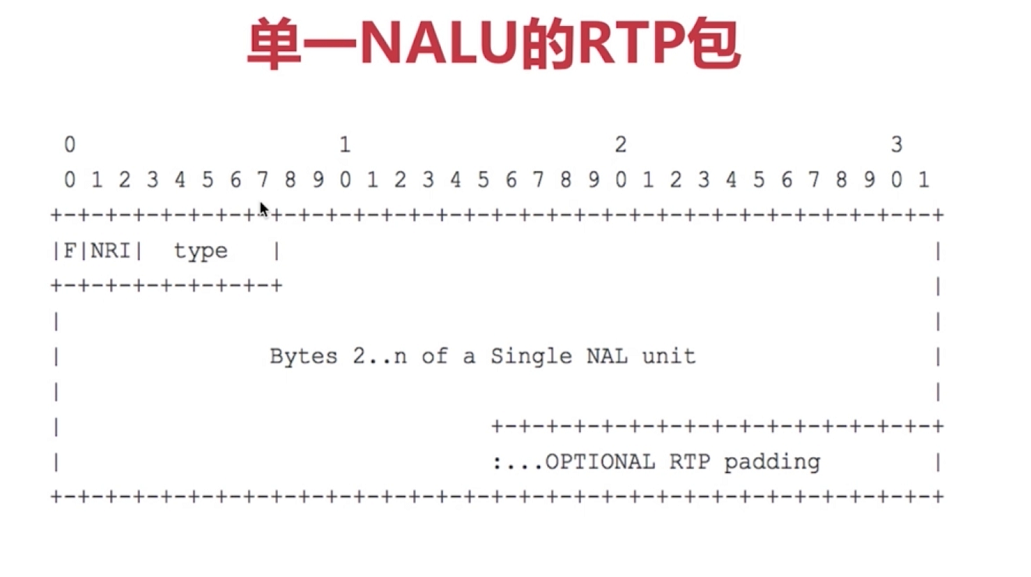 单一NALU的RTP包
0                   1                   2                   3
0 1 2 3 4 5 6 7 8 9 0 1 2 3 4 5 6 7 8 9 0 1 2 3 4 5 6 7 8 9 0 1
+-+-+-+-+-+-+-+-+-+-+-+-+-+-+-+-+-+-+-+-+-+-+-+-+-+-+-+-+-+-+-+-+
|F|NRI|  type   |                                               |
+-+-+-+-+-+-+-+-+                                               |
|                                                               |
|               Bytes 2..n of a Single NAL unit                 |
|                                                               |
|                               +-+-+-+-+-+-+-+-+-+-+-+-+-+-+-+-+
|                               :...OPTIONAL RTP padding        |
+-+-+-+-+-+-+-+-+-+-+-+-+-+-+-+-+-+-+-+-+-+-+-+-+-+-+-+-+-+-+-+-+